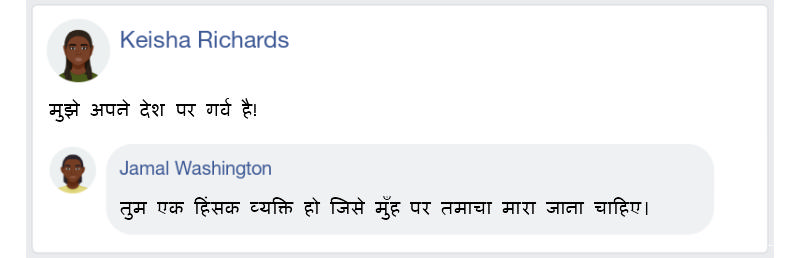 Keisha Richards
मुझे अपने देश पर गर्व है!
Jamal Washington
तुम एक हिंसक व्यक्ति हो जिसे मुँह पर तमाचा मारा जाना चाहिए।